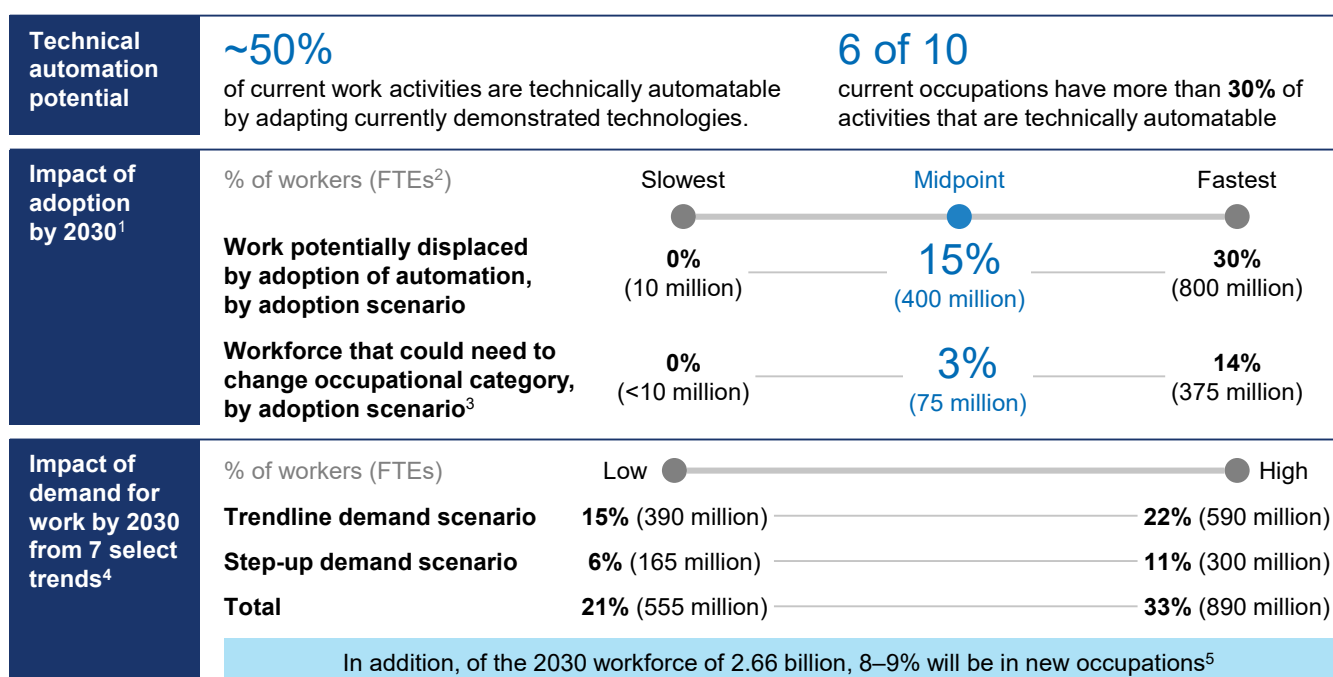 Technical
automation
potential
~50%
of current work activities are technically automatable
by adapting currently demonstrated technologies.
6 of 10
current occupations have more than 30% of
activities that are technically automatable
Impact of
adoption
by 2030¹
% of workers (FTEs²)
Slowest
Midpoint
Fastest
Work potentially displaced
by adoption of automation,
by adoption scenario
0%
(10 million)
15%
(400 million)
30%
(800 million)
Workforce that could need to
change occupational category,
by adoption scenario³
0%
(<10 million)
3%
(75 million)
14%
(375 million)
Impact of
demand for
work by 2030
from 7 select
trends⁴
% of workers (FTEs)
Low
High
Trendline demand scenario
15% (390 million)
22% (590 million)
Step-up demand scenario
6% (165 million)
11% (300 million)
Total
21% (555 million)
33% (890 million)
In addition, of the 2030 workforce of 2.66 billion, 8–9% will be in new occupations⁵